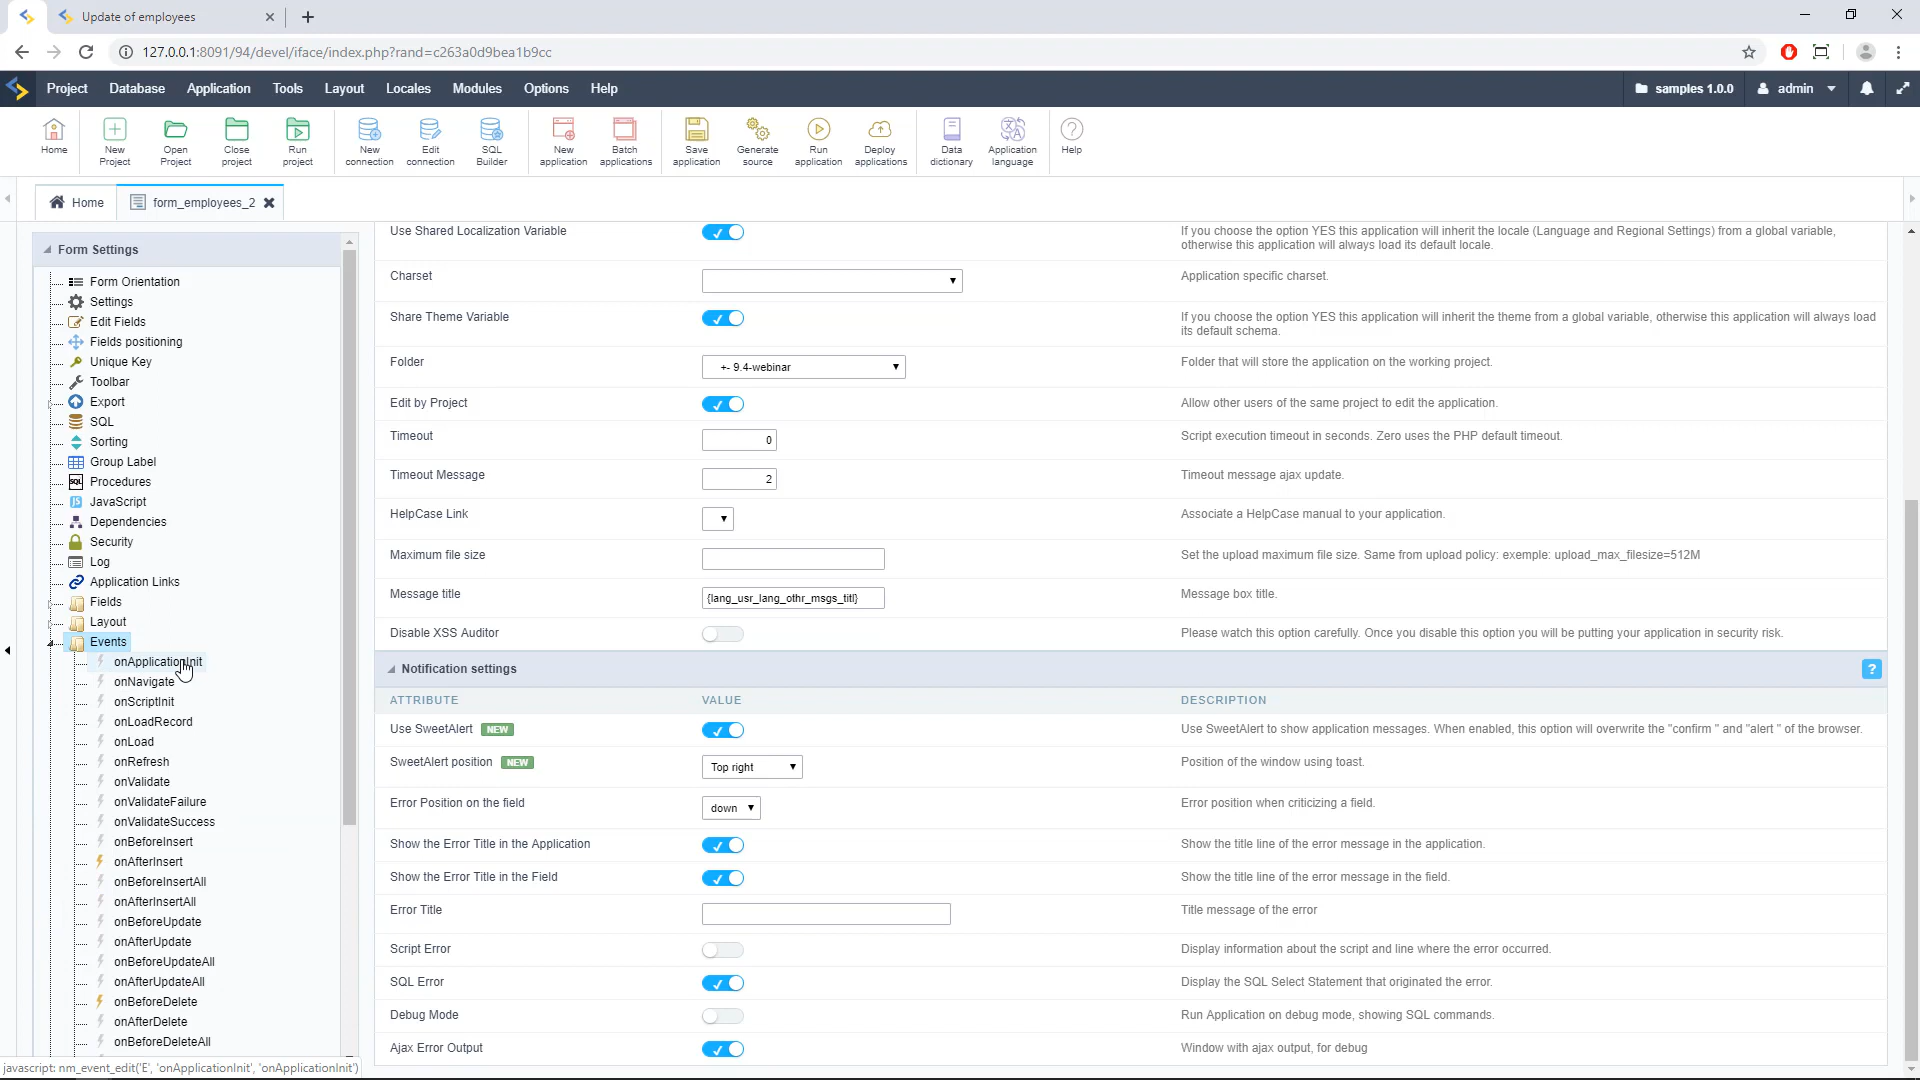 Update of employees
127.0.0.1:8091/94/devel/iface/index.php?rand=c263a0d9bea1b9cc
Project Database Application Tools Layout Locales Modules Options Help samples 1.0.0 admin
Home New Project Open Project Close project Run project New connection Edit connection SQL Builder New application Batch applications Save application Generate source Run application Deploy applications Data dictionary Application language Help
Home form_employees_2
Form Settings
Form Orientation
Settings
Edit Fields
Fields positioning
Unique Key
Toolbar
Export
SQL
Sorting
Group Label
Procedures
JavaScript
Dependencies
Security
Log
Application Links
Fields
Layout
Events
onApplicationInit
onNavigate
onScriptInit
onLoadRecord
onLoad
onRefresh
onValidate
onValidateFailure
onValidateSuccess
onBeforeInsert
onAfterInsert
onBeforeInsertAll
onAfterInsertAll
onBeforeUpdate
onAfterUpdate
onBeforeUpdateAll
onAfterUpdateAll
onBeforeDelete
onAfterDelete
onBeforeDeleteAll
javascript: nm_event_edit('E', 'onApplicationInit', 'onApplicationInit')
Use Shared Localization Variable If you choose the option YES this application will inherit the locale (Language and Regional Settings) from a global variable,
otherwise this application will always load its default locale.
Charset Application specific charset.
Share Theme Variable If you choose the option YES this application will inherit the theme from a global variable, otherwise this application will always load
its default schema.
Folder +- 9.4-webinar Folder that will store the application on the working project.
Edit by Project Allow other users of the same project to edit the application.
Timeout 0 Script execution timeout in seconds. Zero uses the PHP default timeout.
Timeout Message 2 Timeout message ajax update.
HelpCase Link Associate a HelpCase manual to your application.
Maximum file size Set the upload maximum file size. Same from upload policy: exemple: upload_max_filesize=512M
Message title {lang_usr_lang_othr_msgs_titl} Message box title.
Disable XSS Auditor Please watch this option carefully. Once you disable this option you will be putting your application in security risk.
Notification settings ?
ATTRIBUTE VALUE DESCRIPTION
Use SweetAlert NEW Use SweetAlert to show application messages. When enabled, this option will overwrite the "confirm " and "alert " of the browser.
SweetAlert position NEW Top right Position of the window using toast.
Error Position on the field down Error position when criticizing a field.
Show the Error Title in the Application Show the title line of the error message in the application.
Show the Error Title in the Field Show the title line of the error message in the field.
Error Title Title message of the error
Script Error Display information about the script and line where the error occurred.
SQL Error Display the SQL Select Statement that originated the error.
Debug Mode Run Application on debug mode, showing SQL commands.
Ajax Error Output Window with ajax output, for debug